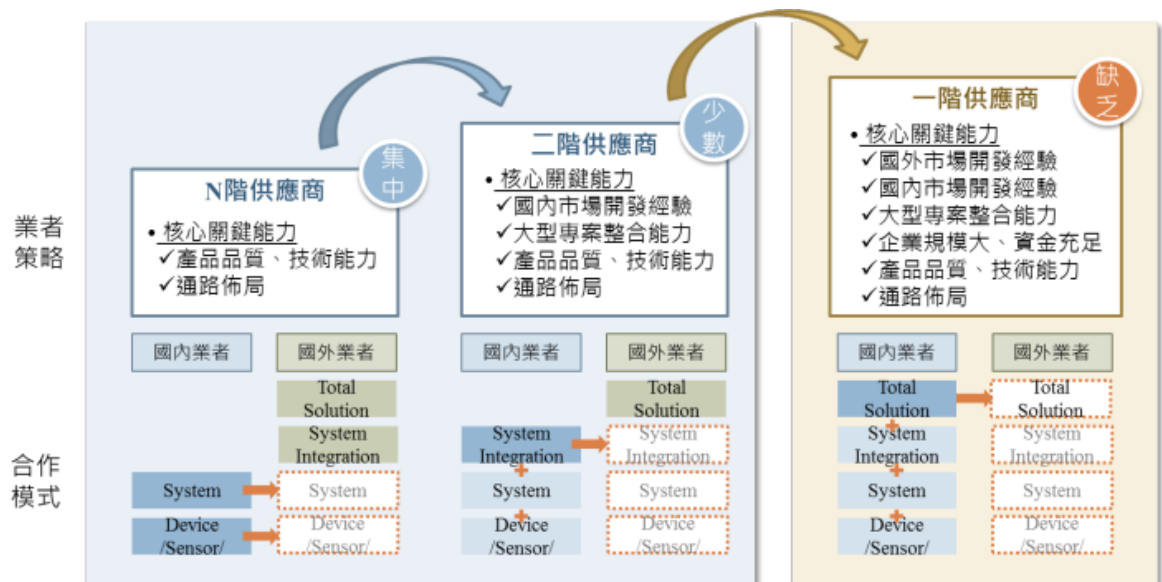 業者
策略
N階供應商
集
中
• 核心關鍵能力
✓產品品質、技術能力
✓通路佈局
二階供應商
少
數
• 核心關鍵能力
✓國內市場開發經驗
✓大型專案整合能力
✓產品品質、技術能力
✓通路佈局
一階供應商
缺
乏
• 核心關鍵能力
✓國外市場開發經驗
✓國內市場開發經驗
✓大型專案整合能力
✓企業規模大、資金充足
✓產品品質、技術能力
✓通路佈局
合作
模式
國內業者
System
Device
/Sensor/
國外業者
Total
Solution
System
Integration
System
Device
/Sensor/
國內業者
System
Integration
+
System
+
Device
/Sensor/
國外業者
Total
Solution
System
Integration
System
Device
/Sensor/
國內業者
Total
Solution
+
System
Integration
+
System
+
Device
/Sensor/
國外業者
Total
Solution
System
Integration
System
Device
/Sensor/